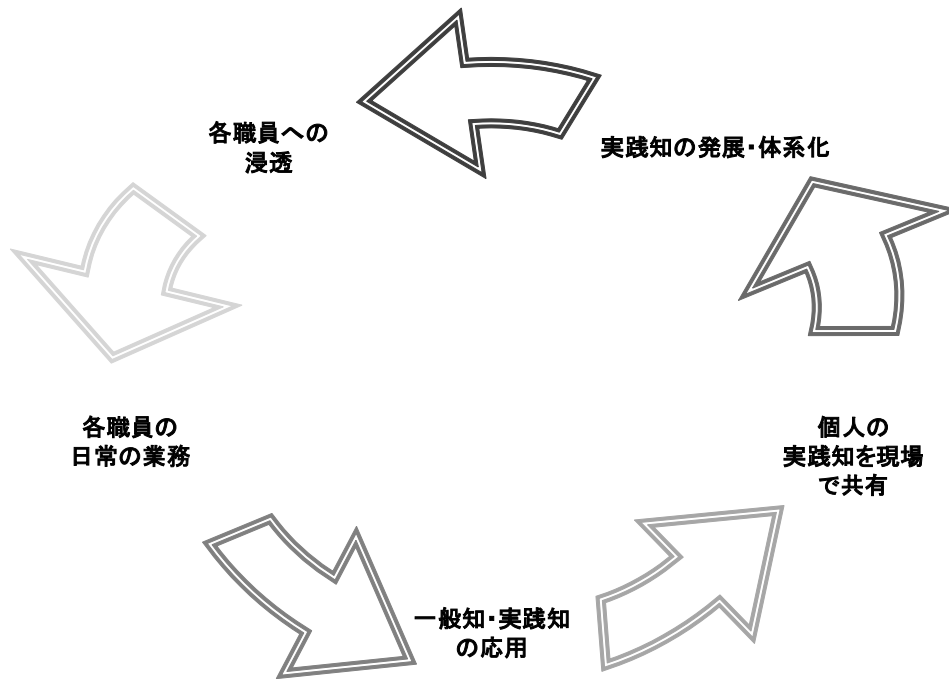 各職員への
浸透
実践知の発展・体系化
各職員の
日常の業務
個人の
実践知を現場
で共有
一般知・実践知
の応用